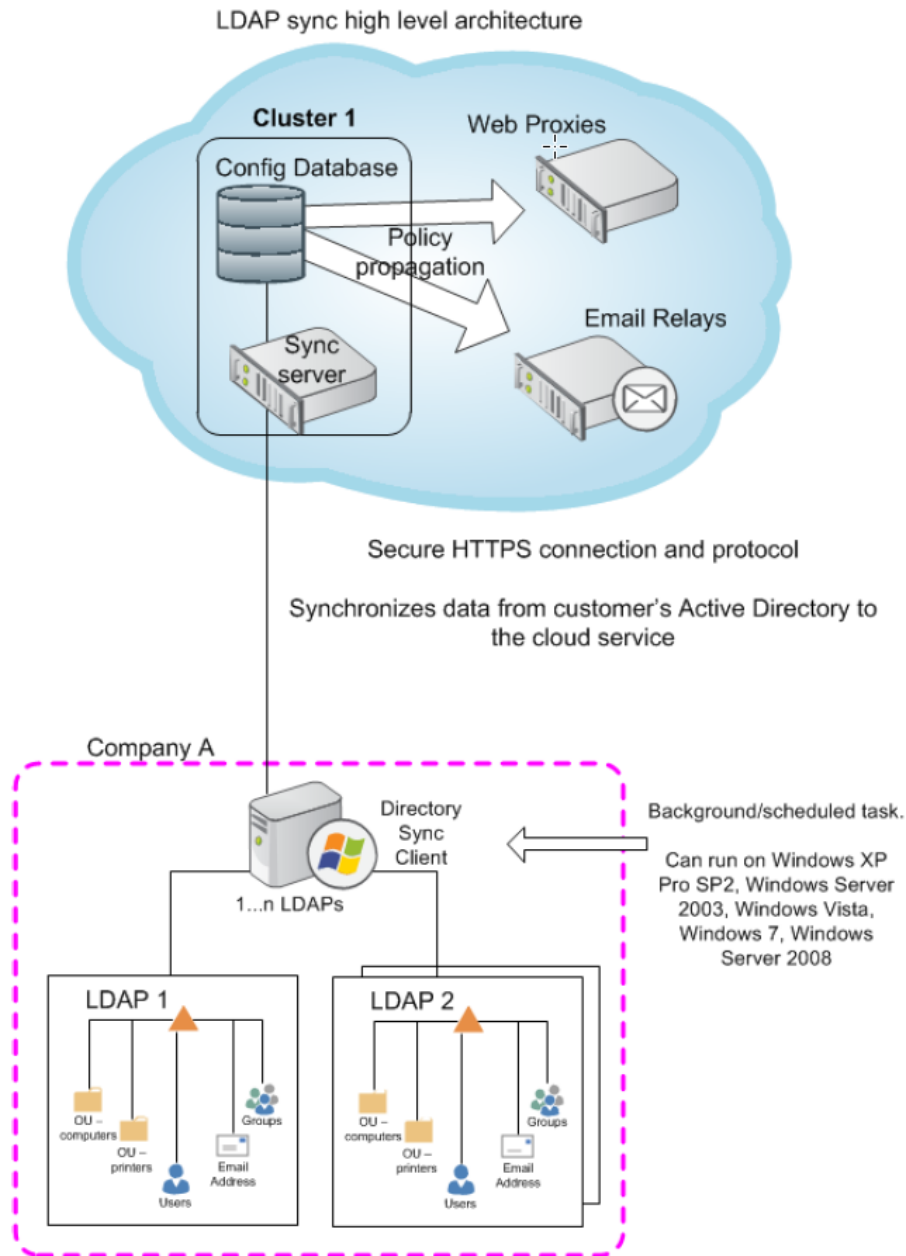 LDAP sync high level architecture
Cluster 1
Config Database
Web Proxies
Policy
propagation
Email Relays
Sync
server
Secure HTTPS connection and protocol
Synchronizes data from customer's Active Directory to
the cloud service
Company A
Directory
Sync
Client
1...n LDAPs
Background/scheduled task.
Can run on Windows XP
Pro SP2, Windows Server
2003, Windows Vista,
Windows 7, Windows
Server 2008
LDAP 1
OU –
computers
OU –
printers
Users
Email
Address
Groups
LDAP 2
OU –
computers
OU –
printers
Users
Email
Address
Groups